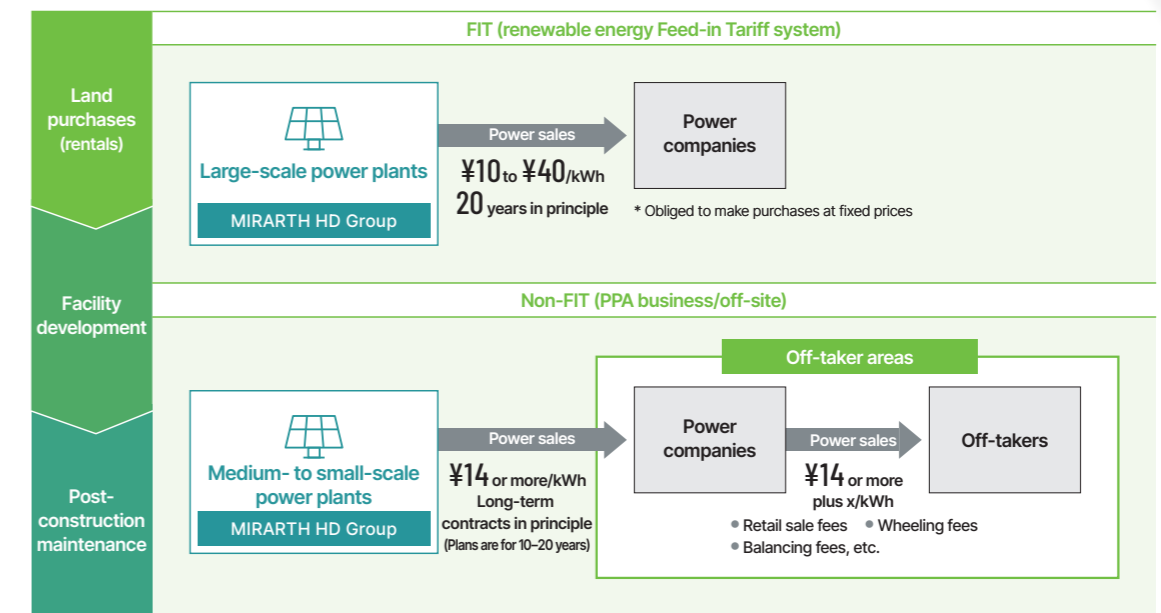 Land
purchases
(rentals)
Facility
development
Post-
construction
maintenance
FIT (renewable energy Feed-in Tariff system)
Large-scale power plants
MIRARTH HD Group
Power sales
¥10 to ¥40/kWh
20 years in principle
Power
companies
* Obliged to make purchases at fixed prices
Non-FIT (PPA business/off-site)
Medium- to small-scale
power plants
MIRARTH HD Group
Power sales
¥14 or more/kWh
Long-term
contracts in principle
(Plans are for 10–20 years)
Off-taker areas
Power
companies
Power sales
¥14 or more
plus x/kWh
Off-takers
• Retail sale fees • Wheeling fees
• Balancing fees, etc.